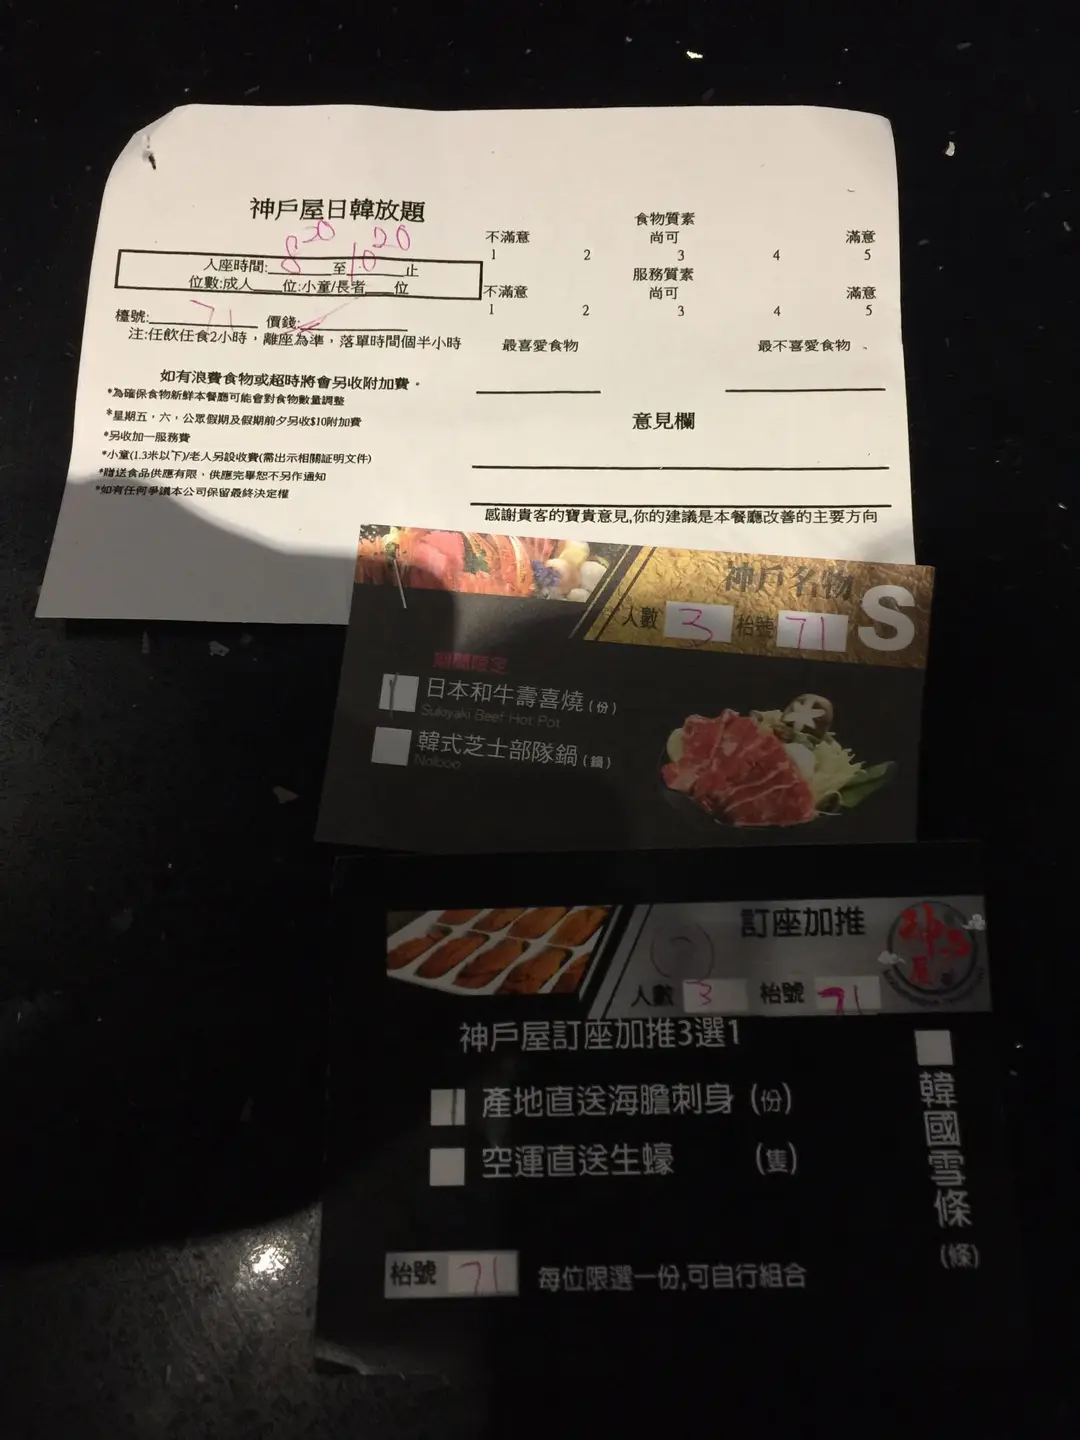 神戶屋日韓放題
入座時間: 8 20 至 10 20 止
位數:成人 位:小童/長者 位
檯號: 71 價錢:
注:任飲任食2小時，離座為準，落單時間個半小時
如有浪費食物或超時將會另收附加費。
*為確保食物新鮮本餐廳可能會對食物數量調整
*星期五，六，公眾假期及假期前夕另收$10附加費
*另收加一服務費
*小童(1.3米以下)/老人另設收費(需出示相關証明文件)
*贈送食品供應有限，供應完畢恕不另作通知
*如有任何爭議本公司保留最終決定權
食物質素
不滿意 尚可 滿意
1 2 3 4 5
服務質素
不滿意 尚可 滿意
1 2 3 4 5
最喜愛食物 最不喜愛食物
意見欄
感謝貴客的寶貴意見,你的建議是本餐廳改善的主要方向
神戶名物 S
人數 3 枱號 71
期間限定
日本和牛壽喜燒(份)
Sukiyaki Beef Hot Pot
韓式芝士部隊鍋(鍋)
訂座加推
人數 3 枱號 71
神戶屋
神戶屋訂座加推3選1
產地直送海膽刺身 (份)
空運直送生蠔 (隻)
韓國雪條(條)
枱號 71 每位限選一份,可自行組合